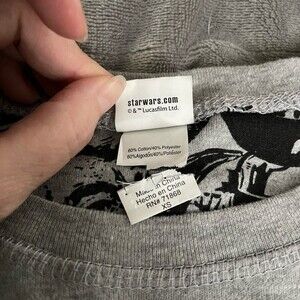 starwars.com
© & ™ Lucasfilm Ltd.
60% Cotton/40% Polyester
60% Algodón/40% Poliéster
Made in China
Hecho en China
RN# 71868
XS